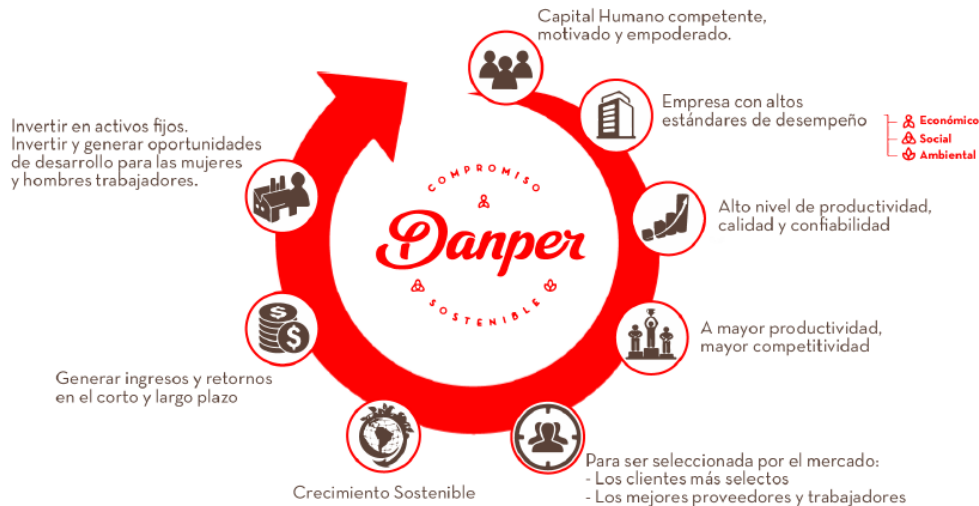 Capital Humano competente,
motivado y empoderado.
Empresa con altos
estándares de desempeño
Económico
Social
Ambiental
Alto nivel de productividad,
calidad y confiabilidad
A mayor productividad,
mayor competitividad
Para ser seleccionada por el mercado:
- Los clientes más selectos
- Los mejores proveedores y trabajadores
Crecimiento Sostenible
Generar ingresos y retornos
en el corto y largo plazo
Invertir en activos fijos.
Invertir y generar oportunidades
de desarrollo para las mujeres
y hombres trabajadores.
COMPROMISO
Danper
SOSTENIBLE